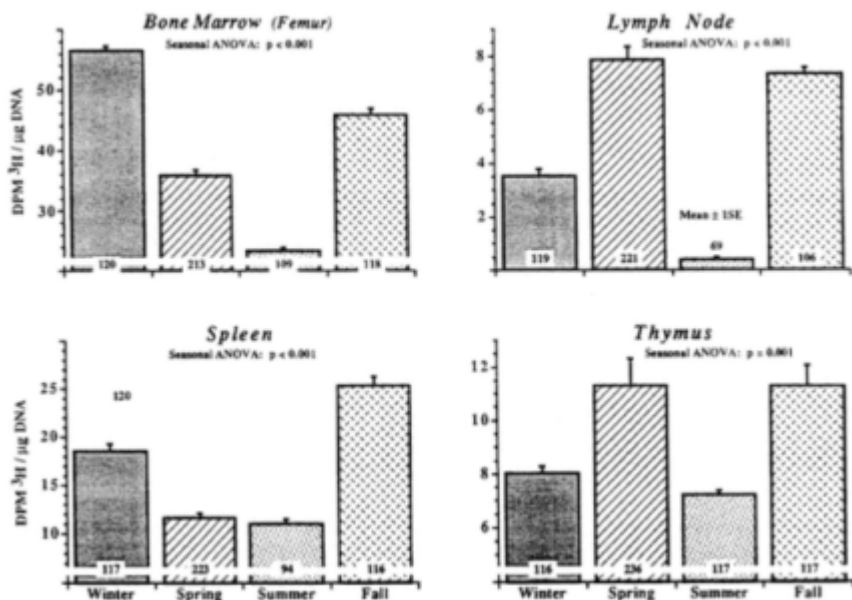 Bone Marrow (Femur)
Seasonal ANOVA: p < 0.001
DPM ³H / µg DNA
50
40
30
120
213
109
118
Lymph Node
Seasonal ANOVA: p < 0.001
8
6
4
2
Mean ± 1SE
69
119
221
106
Spleen
Seasonal ANOVA: p < 0.001
DPM ³H / µg DNA
25
20
15
10
120
117
223
94
116
Winter
Spring
Summer
Fall
Thymus
Seasonal ANOVA: p ≤ 0.001
12
10
8
6
116
236
117
117
Winter
Spring
Summer
Fall